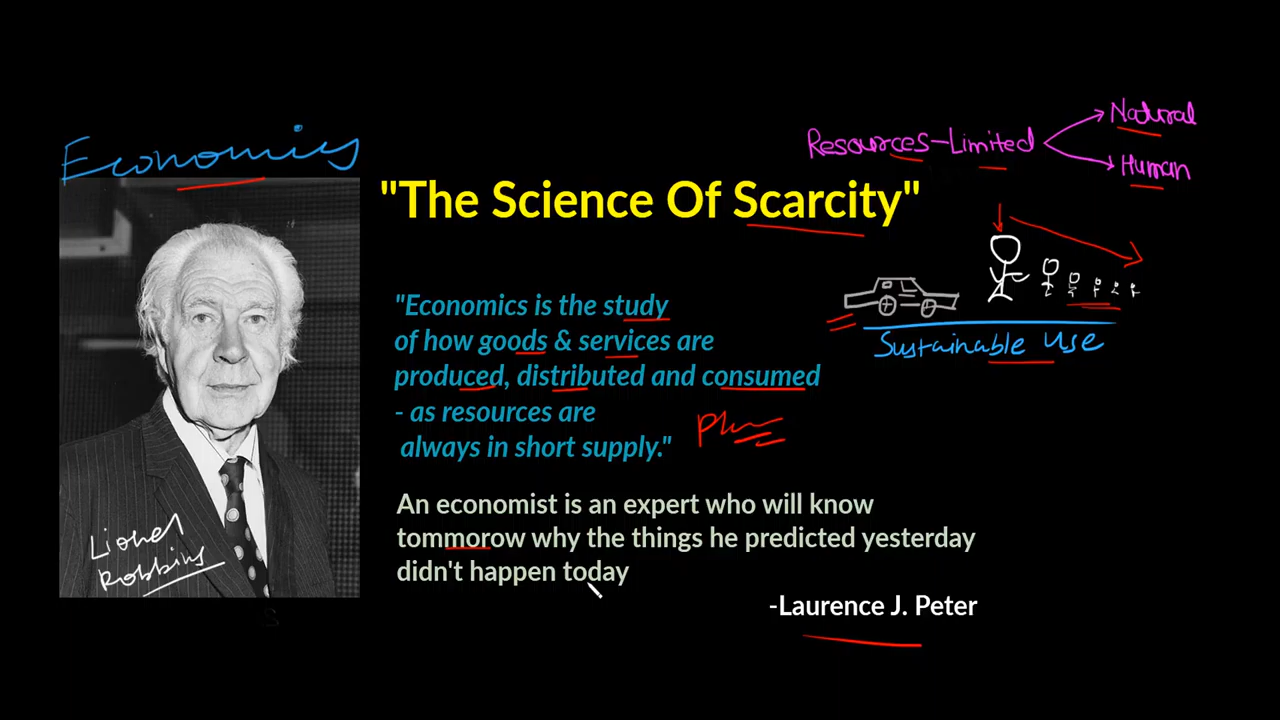 Economics
"The Science Of Scarcity"
Resources-Limited
Natural
Human
"Economics is the study
of how goods & services are
produced, distributed and consumed
- as resources are
always in short supply."
Sustainable Use
Lionel
Robbins
An economist is an expert who will know
tommorow why the things he predicted yesterday
didn't happen today
-Laurence J. Peter